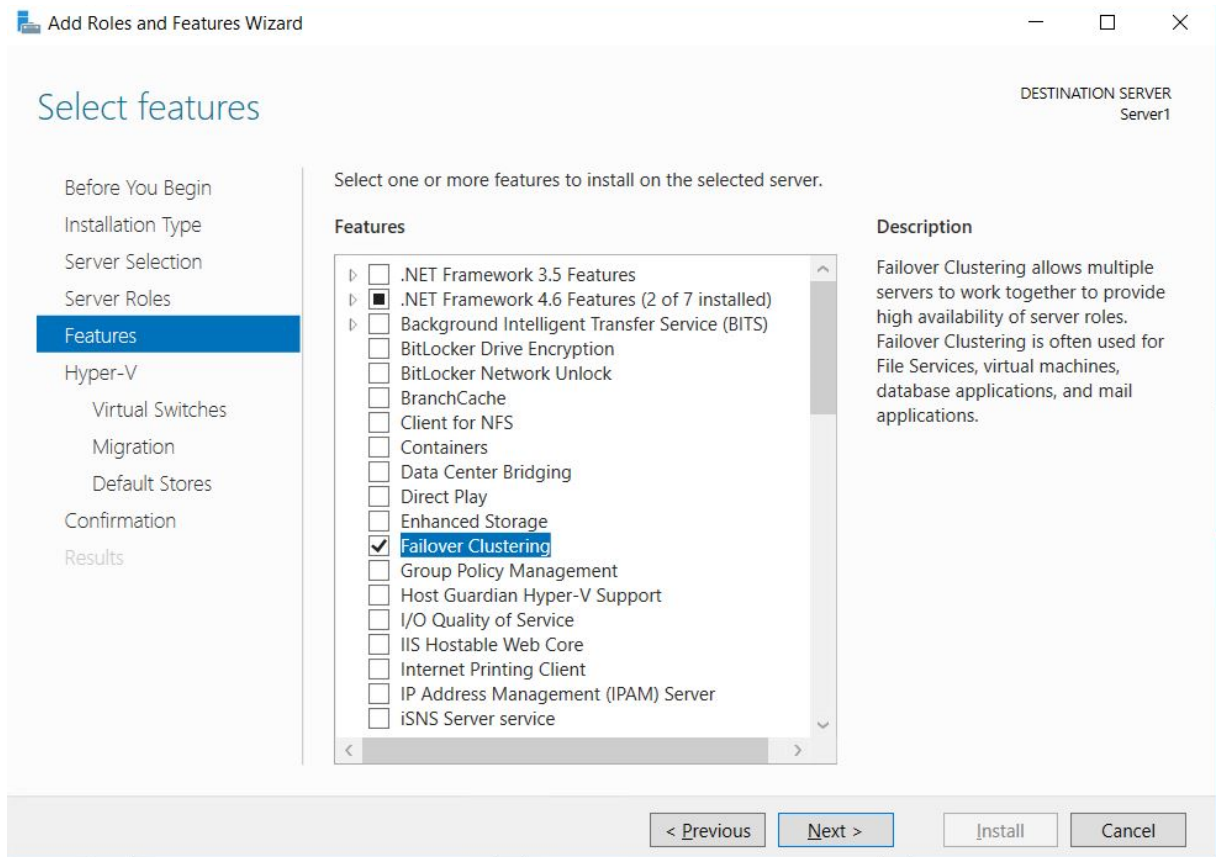 Add Roles and Features Wizard
Select features
DESTINATION SERVER
Server1
Before You Begin
Installation Type
Server Selection
Server Roles
Features
Hyper-V
Virtual Switches
Migration
Default Stores
Confirmation
Results
Select one or more features to install on the selected server.
Features
.NET Framework 3.5 Features
.NET Framework 4.6 Features (2 of 7 installed)
Background Intelligent Transfer Service (BITS)
BitLocker Drive Encryption
BitLocker Network Unlock
BranchCache
Client for NFS
Containers
Data Center Bridging
Direct Play
Enhanced Storage
Failover Clustering
Group Policy Management
Host Guardian Hyper-V Support
I/O Quality of Service
IIS Hostable Web Core
Internet Printing Client
IP Address Management (IPAM) Server
iSNS Server service
Description
Failover Clustering allows multiple
servers to work together to provide
high availability of server roles.
Failover Clustering is often used for
File Services, virtual machines,
database applications, and mail
applications.
< Previous
Next >
Install
Cancel